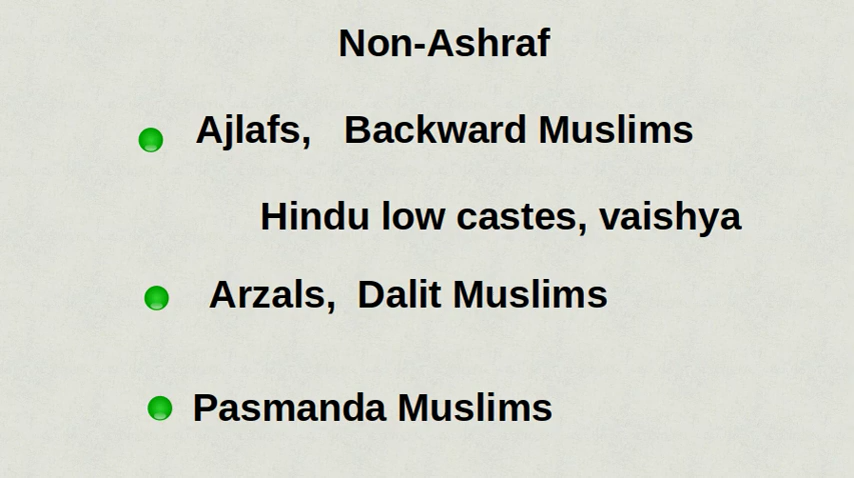 Non-Ashraf
Ajlafs, Backward Muslims
Hindu low castes, vaishya
Arzals, Dalit Muslims
Pasmanda Muslims